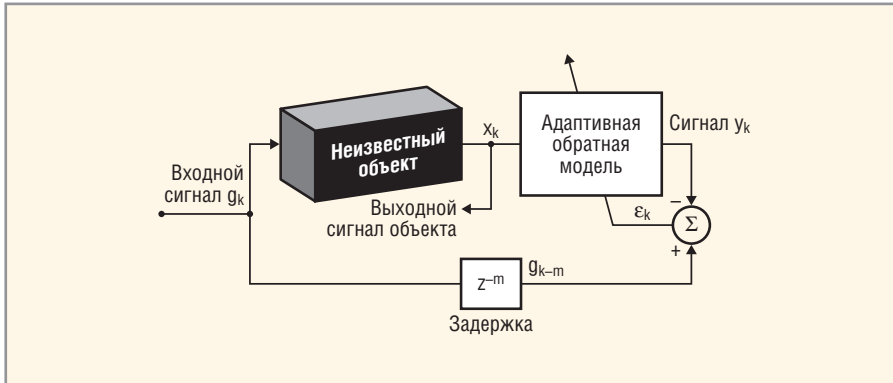 Неизвестный
объект
x_k
Адаптивная
обратная
модель
Сигнал y_k
Входной
сигнал g_k
Выходной
сигнал объекта
ε_k
–
Σ
+
z^–m
g_k–m
Задержка